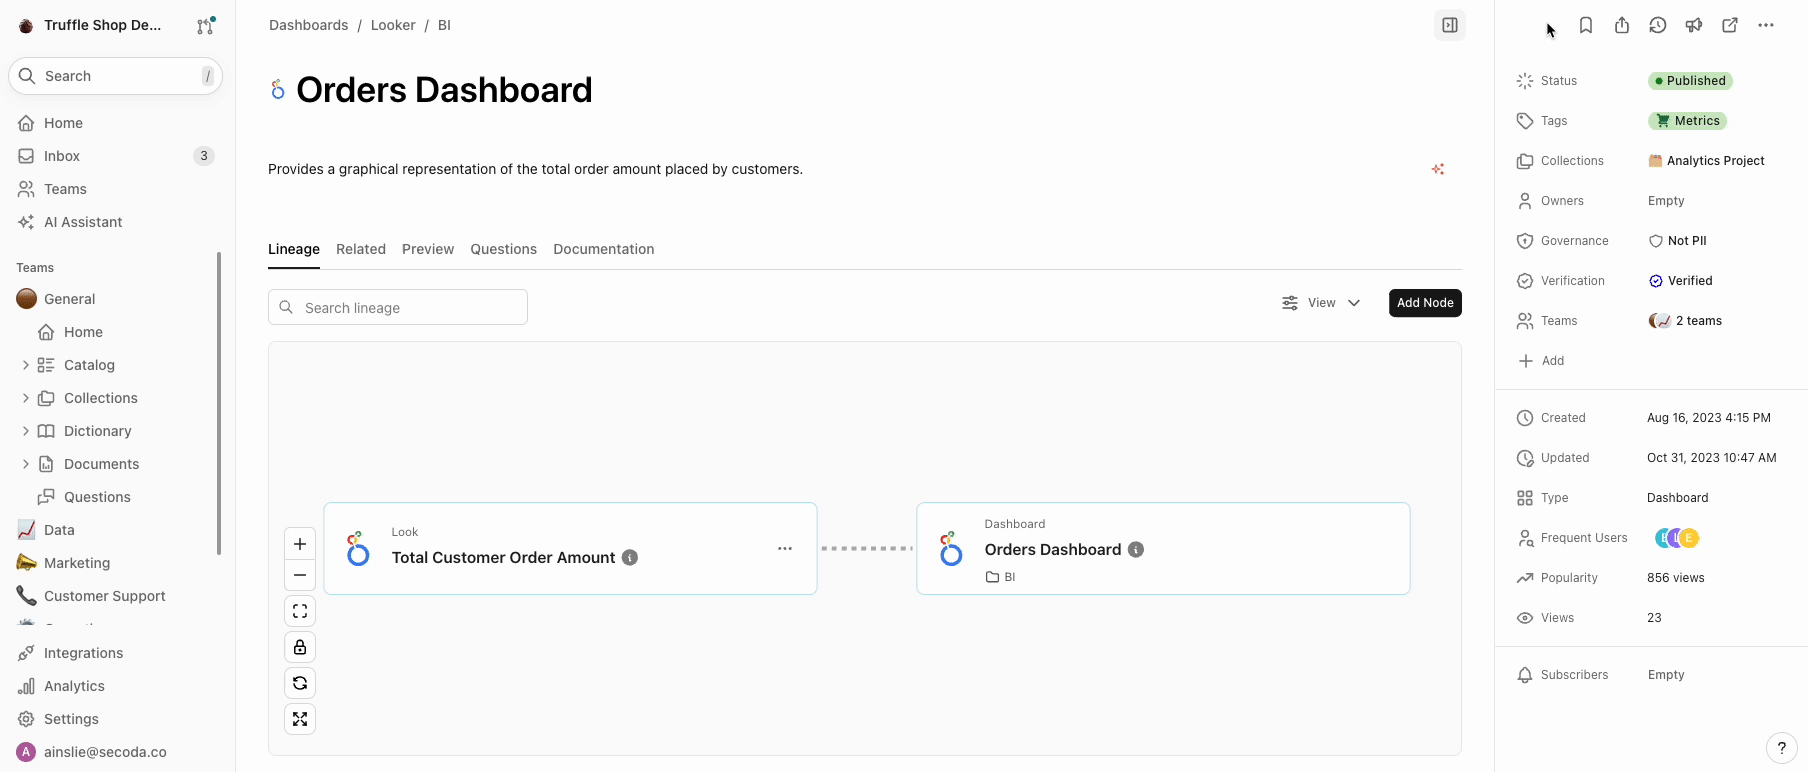 Truffle Shop De...
Search /
Home
Inbox 3
Teams
AI Assistant
Teams
General
Home
Catalog
Collections
Dictionary
Documents
Questions
Data
Marketing
Customer Support
Integrations
Analytics
Settings
A ainslie@secoda.co
Dashboards / Looker / BI
Orders Dashboard
Provides a graphical representation of the total order amount placed by customers.
Lineage Related Preview Questions Documentation
Search lineage View Add Node
Look
Total Customer Order Amount
Dashboard
Orders Dashboard
BI
Status Published
Tags Metrics
Collections Analytics Project
Owners Empty
Governance Not PII
Verification Verified
Teams 2 teams
Add
Created Aug 16, 2023 4:15 PM
Updated Oct 31, 2023 10:47 AM
Type Dashboard
Frequent Users E
Popularity 856 views
Views 23
Subscribers Empty
?